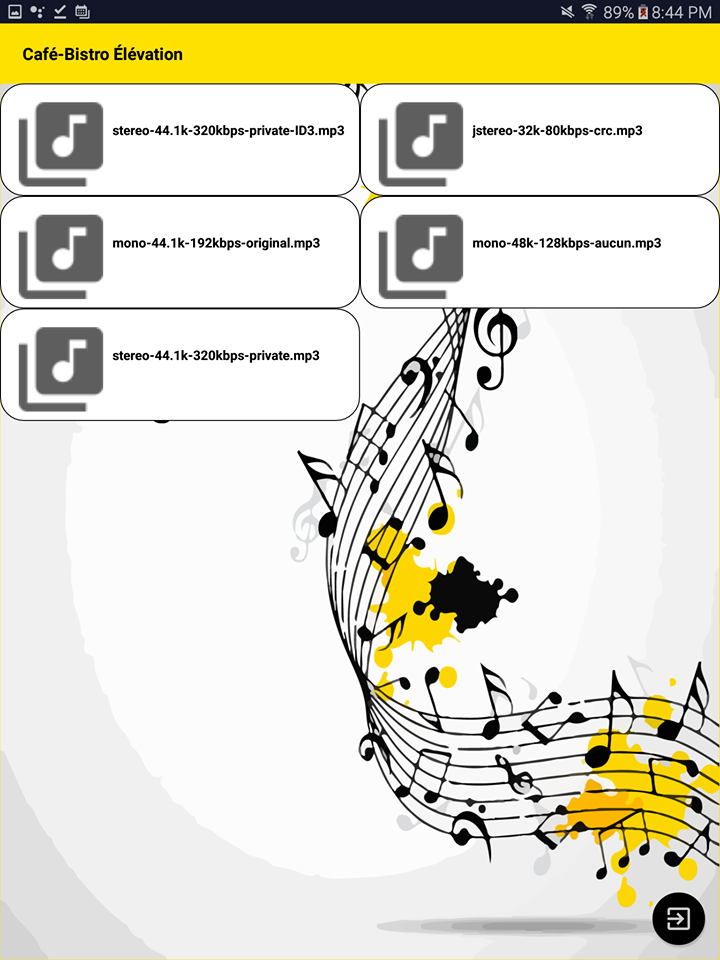 89% 8:44 PM
Café-Bistro Élévation
stereo-44.1k-320kbps-private-ID3.mp3
jstereo-32k-80kbps-crc.mp3
mono-44.1k-192kbps-original.mp3
mono-48k-128kbps-aucun.mp3
stereo-44.1k-320kbps-private.mp3